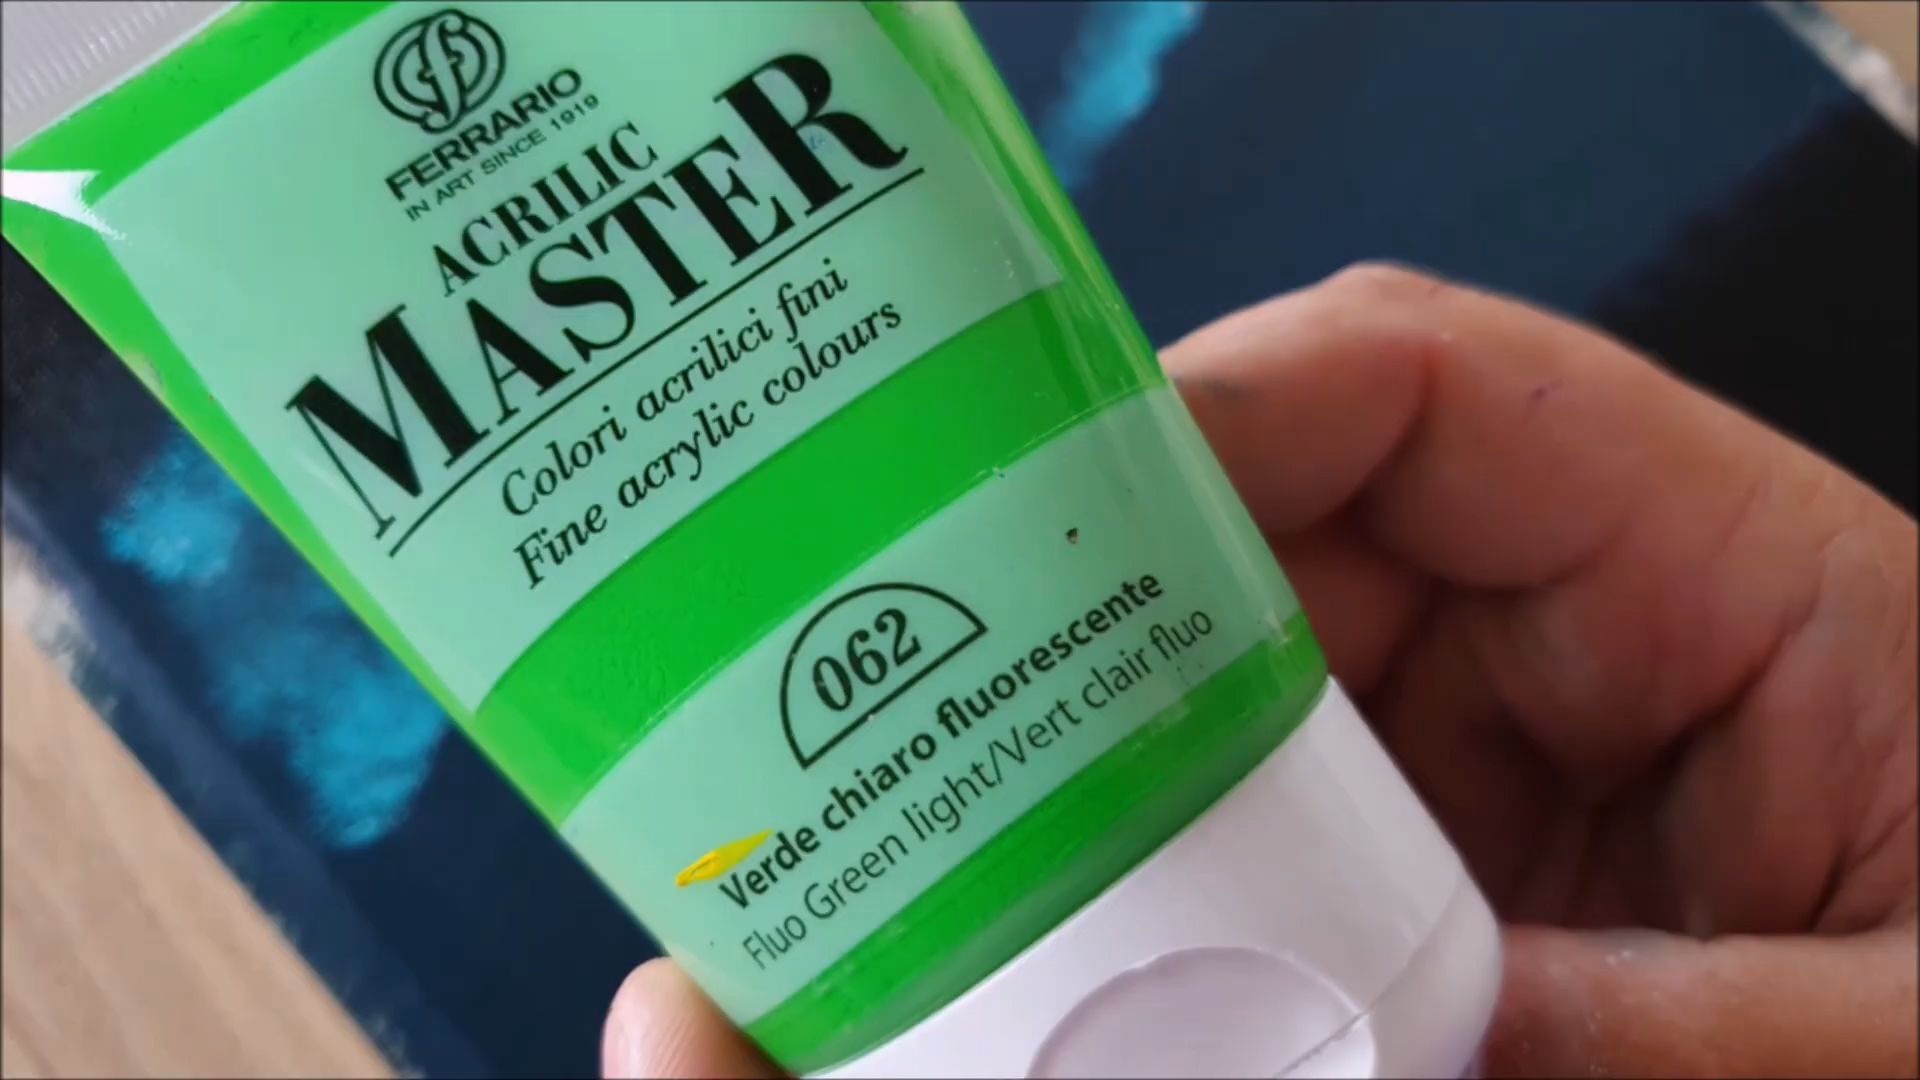 FERRARIO
IN ART SINCE 1919
ACRILIC
MASTER
Colori acrilici fini
Fine acrylic colours
062
Verde chiaro fluorescente
Fluo Green light/Vert clair fluo